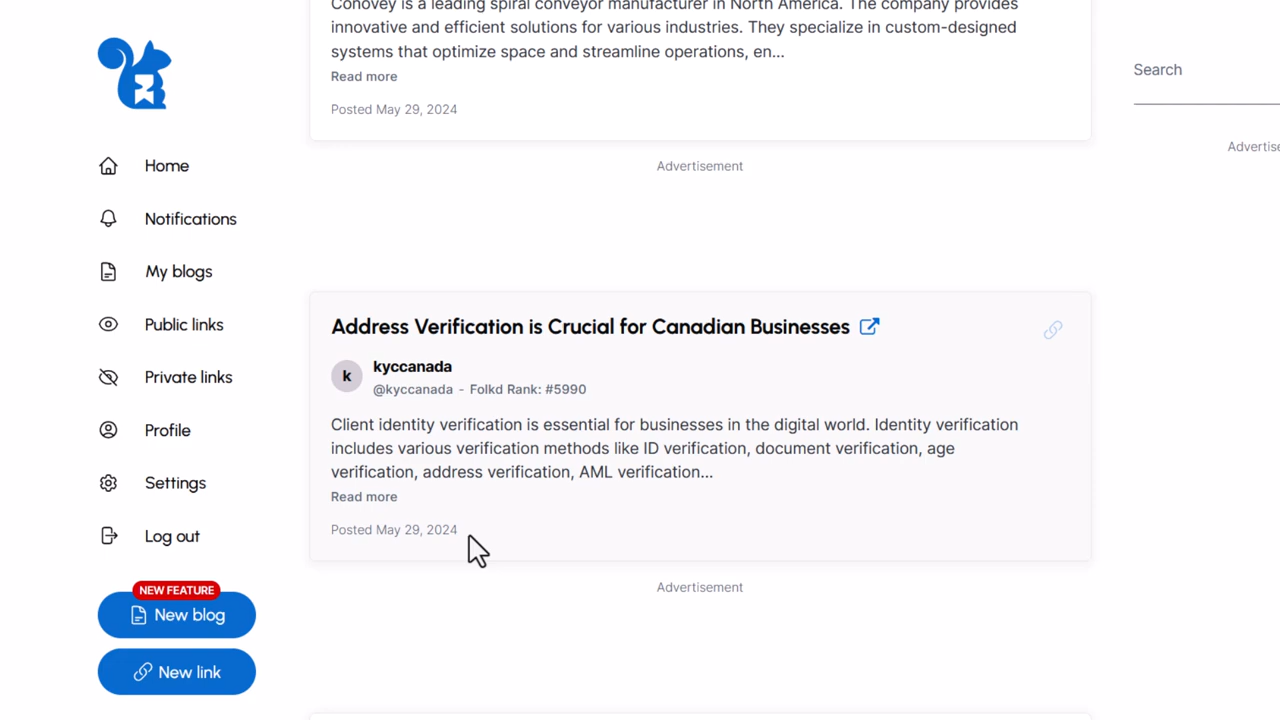 Conovey is a leading spiral conveyor manufacturer in North America. The company provides
innovative and efficient solutions for various industries. They specialize in custom-designed
systems that optimize space and streamline operations, en...
Read more
Posted May 29, 2024
Search
Advertisement
Advertise
Home
Notifications
My blogs
Public links
Private links
Profile
Settings
Log out
NEW FEATURE
New blog
New link
Address Verification is Crucial for Canadian Businesses
k
kyccanada
@kyccanada - Folkd Rank: #5990
Client identity verification is essential for businesses in the digital world. Identity verification
includes various verification methods like ID verification, document verification, age
verification, address verification, AML verification...
Read more
Posted May 29, 2024
Advertisement